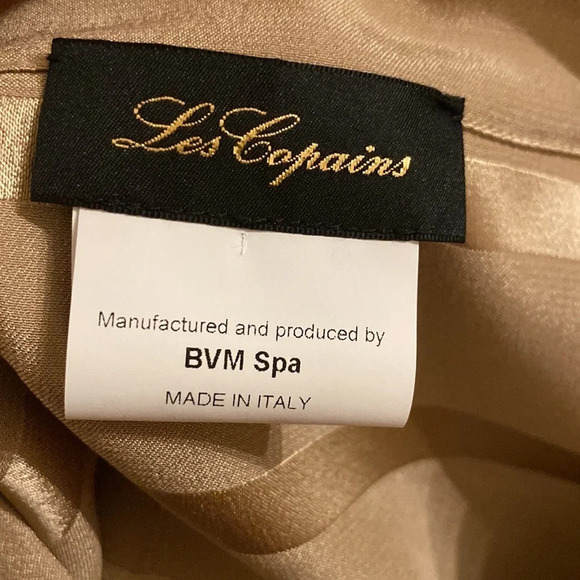 Les Copains
Manufactured and produced by
BVM Spa
MADE IN ITALY